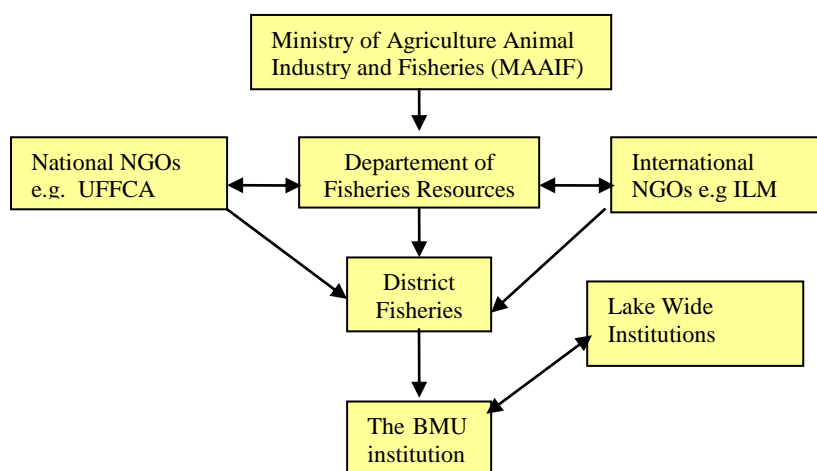 Ministry of Agriculture Animal
Industry and Fisheries (MAAIF)
National NGOs
e.g. UFFCA
Departement of
Fisheries Resources
International
NGOs e.g ILM
District
Fisheries
Lake Wide
Institutions
The BMU
institution